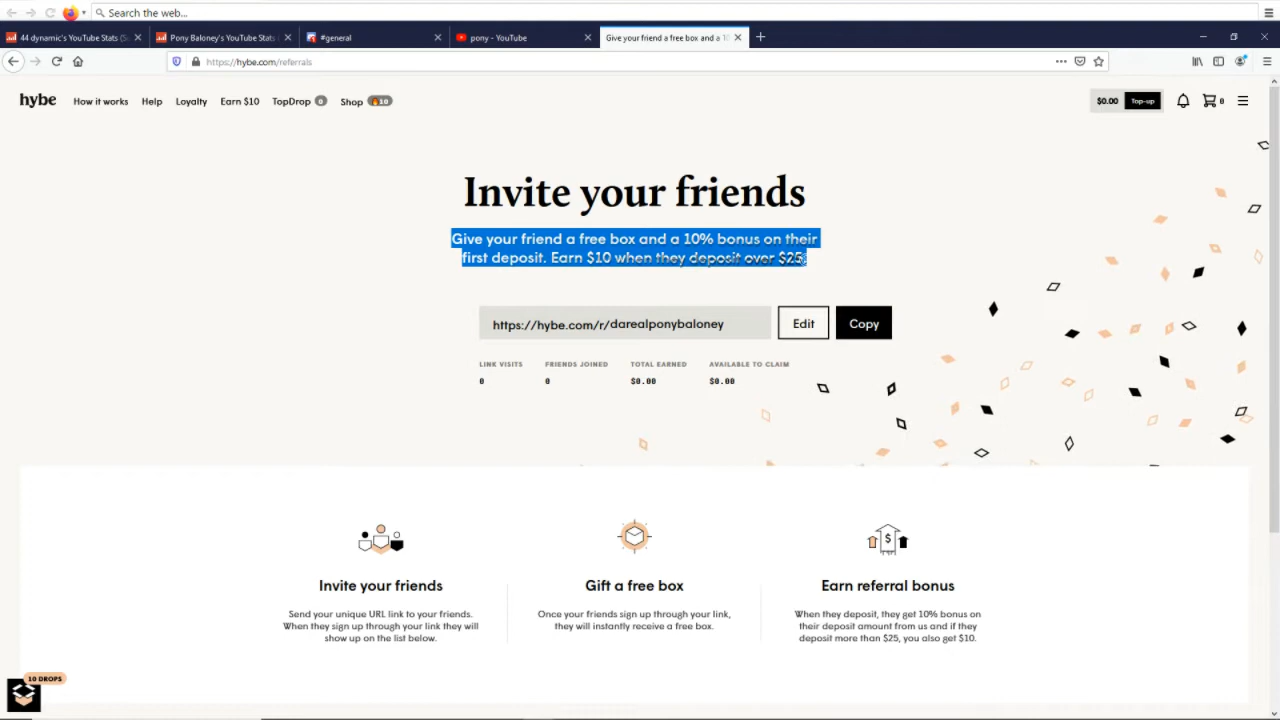 Search the web...
44 dynamic's YouTube Stats (S
Pony Baloney's YouTube Stats
#general
pony - YouTube
Give your friend a free box and a 10
https://hybe.com/referrals
hybe
How it works
Help
Loyalty
Earn $10
TopDrop 0
Shop 10
$0.00 Top-up
0
Invite your friends
Give your friend a free box and a 10% bonus on their
first deposit. Earn $10 when they deposit over $25
https://hybe.com/r/darealponybaloney
Edit
Copy
LINK VISITS
FRIENDS JOINED
TOTAL EARNED
AVAILABLE TO CLAIM
0
0
$0.00
$0.00
$
Invite your friends
Send your unique URL link to your friends.
When they sign up through your link they will
show up on the list below.
Gift a free box
Once your friends sign up through your link,
they will instantly receive a free box.
Earn referral bonus
When they deposit, they get 10% bonus on
their deposit amount from us and if they
deposit more than $25, you also get $10.
10 DROPS